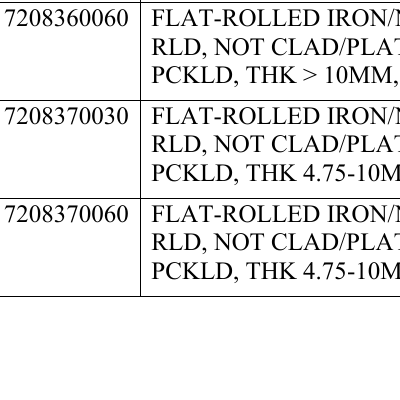 7208360060 FLAT-ROLLED IRON/
RLD, NOT CLAD/PLAT
PCKLD, THK > 10MM,
7208370030 FLAT-ROLLED IRON/
RLD, NOT CLAD/PLAT
PCKLD, THK 4.75-10M
7208370060 FLAT-ROLLED IRON/
RLD, NOT CLAD/PLAT
PCKLD, THK 4.75-10M